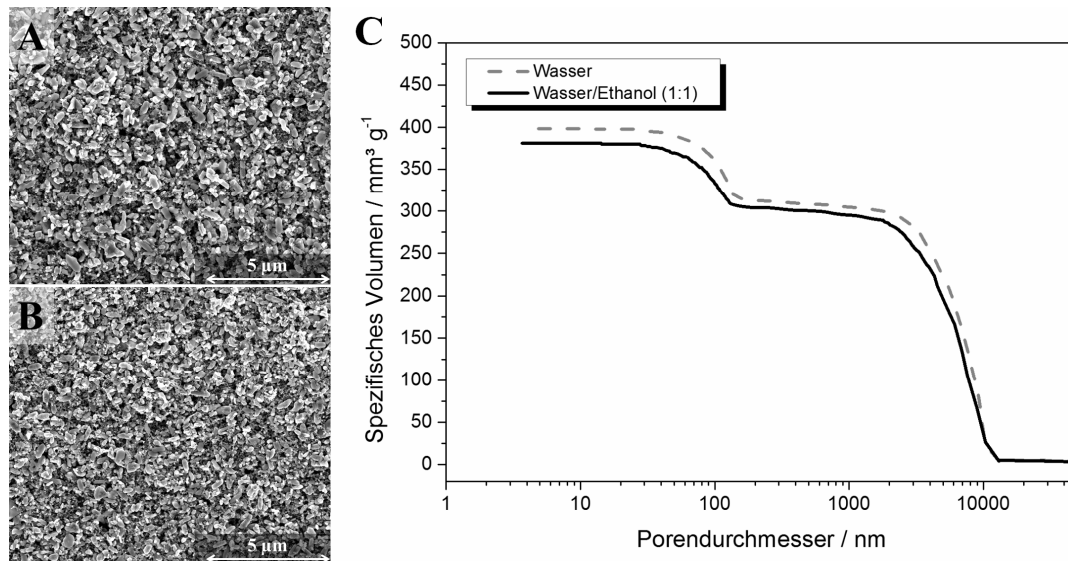 A
5 µm
B
5 µm
C
500
450
400
350
300
250
200
150
100
50
0
Spezifisches Volumen / mm³ g⁻¹
Wasser
Wasser/Ethanol (1:1)
1
10
100
1000
10000
Porendurchmesser / nm